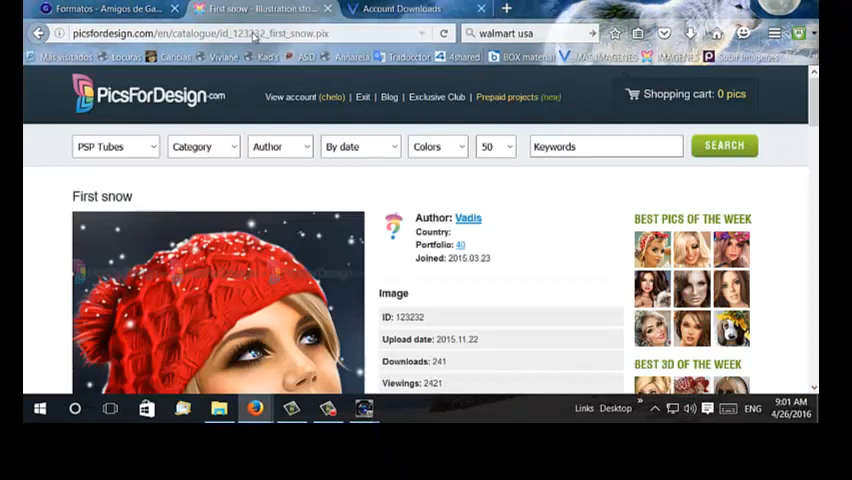 Formatos - Amigos de Ga... × First snow - Illustration sto... × Account Downloads × +
picsfordesign.com/en/catalogue/id_123232_first_snow.pix walmart usa
Más visitados Locuras Cancias Viviane Kad's ASD Annarela Tradocctor 4shared BOX material MAS IMAGENES IMAGENES Subir Imagenes
PicsForDesign.com
View account (chelo) | Exit | Blog | Exclusive Club | Prepaid projects (new)
Shopping cart: 0 pics
PSP Tubes Category Author By date Colors 50 Keywords SEARCH
First snow
Author: Vadis
Country:
Portfolio: 40
Joined: 2015.03.23
BEST PICS OF THE WEEK
Image
ID: 123232
Upload date: 2015.11.22
Downloads: 241
Viewings: 2421
BEST 3D OF THE WEEK
Links Desktop » ENG 9:01 AM
4/26/2016